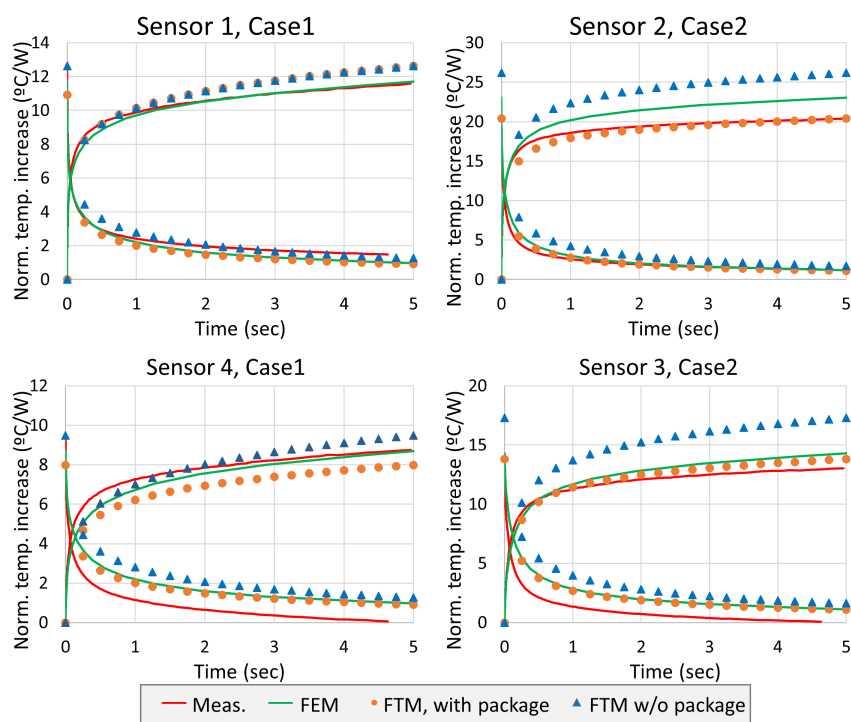 Sensor 1, Case1
Norm. temp. increase (ºC/W)
14
12
10
8
6
4
2
0
0 1 2 3 4 5
Time (sec)
Sensor 2, Case2
Norm. temp. increase (ºC/W)
30
25
20
15
10
5
0
0 1 2 3 4 5
Time (sec)
Sensor 4, Case1
Norm. temp. increase (ºC/W)
12
10
8
6
4
2
0
0 1 2 3 4 5
Time (sec)
Sensor 3, Case2
Norm. temp. increase (ºC/W)
20
15
10
5
0
0 1 2 3 4 5
Time (sec)
Meas. FEM FTM, with package FTM w/o package